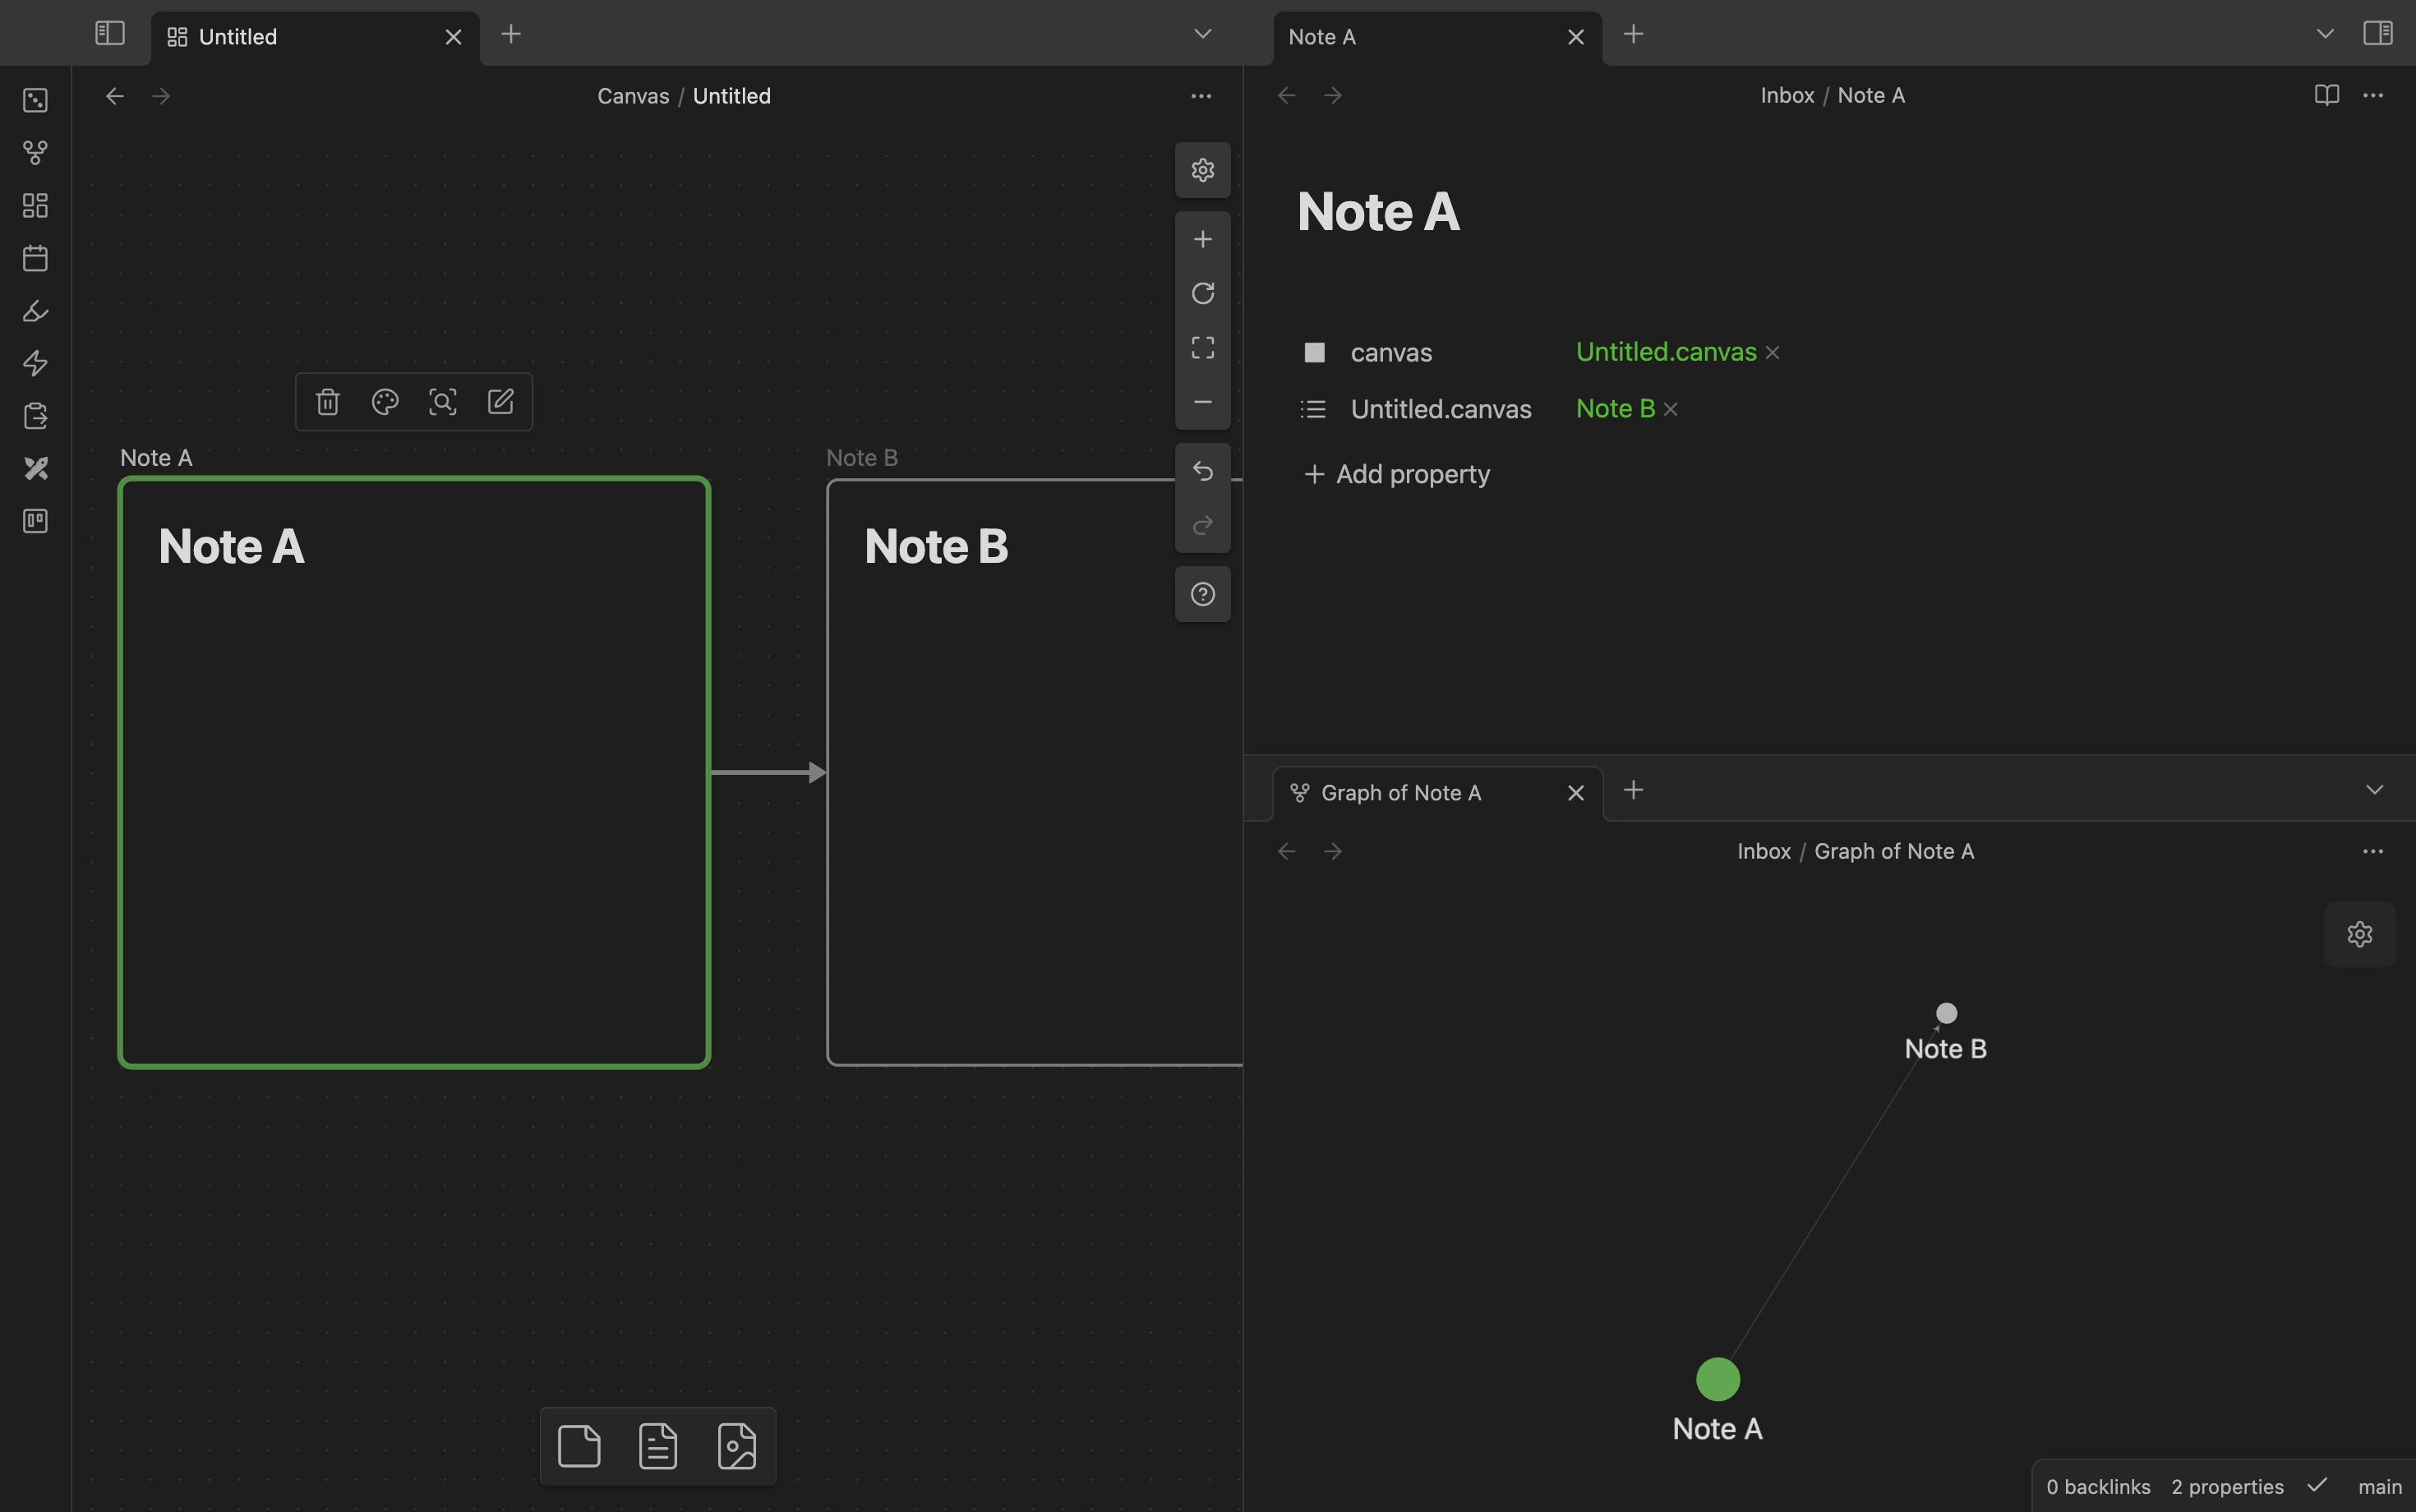 Untitled
Canvas / Untitled
Note A
Note A
Note B
Note B
Note A
Inbox / Note A
Note A
canvas Untitled.canvas
Untitled.canvas Note B
Add property
Graph of Note A
Inbox / Graph of Note A
Note B
Note A
0 backlinks 2 properties main